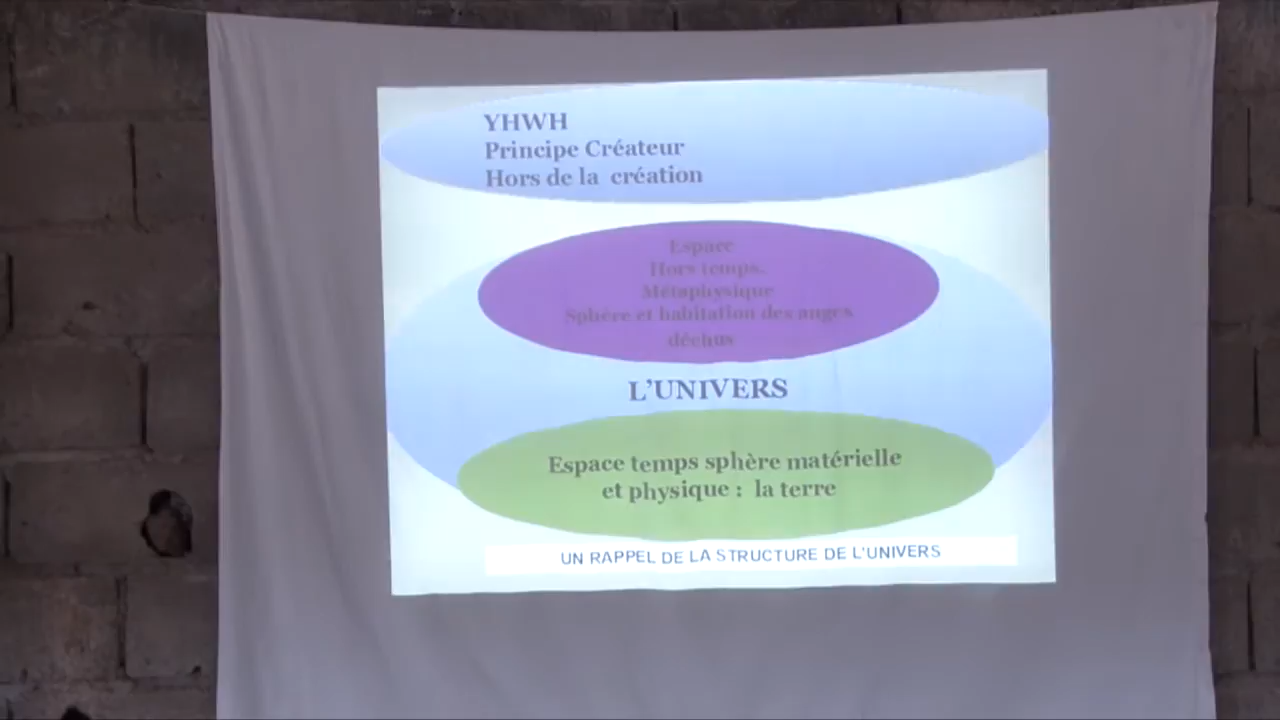 YHWH
Principe Créateur
Hors de la création
Espace
Hors temps.
Métaphysique
Sphère et habitation des anges
déchus
L'UNIVERS
Espace temps sphère matérielle
et physique : la terre
UN RAPPEL DE LA STRUCTURE DE L'UNIVERS